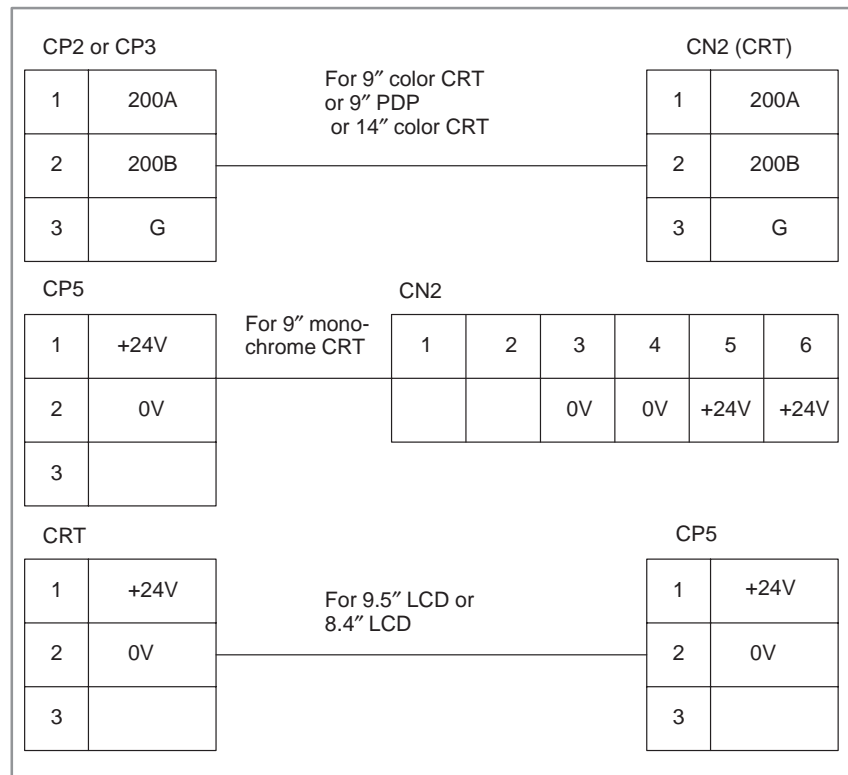 CP2 or CP3
CN2 (CRT)
1 200A
2 200B
3 G
For 9″ color CRT
or 9″ PDP
or 14″ color CRT
1 200A
2 200B
3 G
CP5
CN2
1 +24V
2 0V
3
For 9″ mono-
chrome CRT
1 2 3 4 5 6
0V 0V +24V +24V
CRT
CP5
1 +24V
2 0V
3
For 9.5″ LCD or
8.4″ LCD
1 +24V
2 0V
3